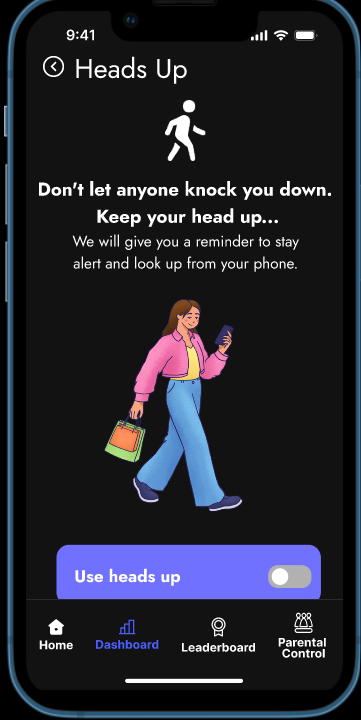 9:41
Heads Up
Don't let anyone knock you down.
Keep your head up...
We will give you a reminder to stay
alert and look up from your phone.
Use heads up
Home
Dashboard
Leaderboard
Parental
Control